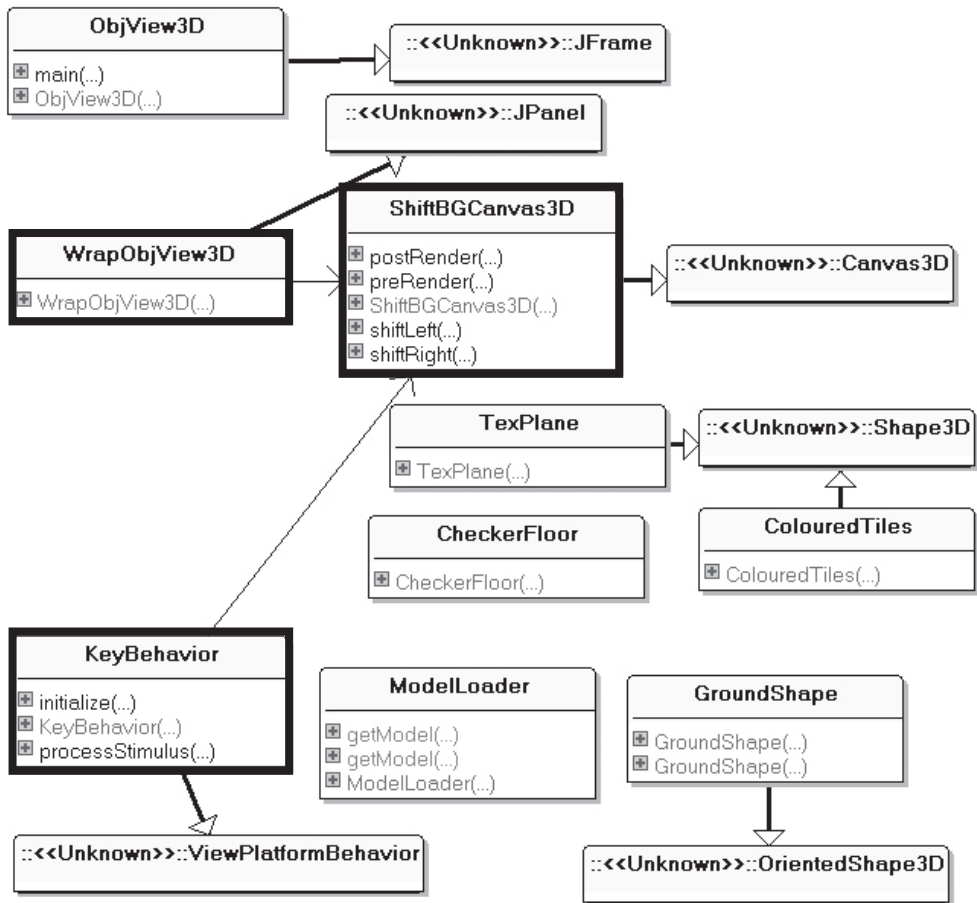 ObjView3D
main(...)
ObjView3D(...)
::<<Unknown>>::JFrame
::<<Unknown>>::JPanel
ShiftBGCanvas3D
postRender(...)
preRender(...)
ShiftBGCanvas3D(...)
shiftLeft(...)
shiftRight(...)
WrapObjView3D
WrapObjView3D(...)
::<<Unknown>>::Canvas3D
TexPlane
TexPlane(...)
::<<Unknown>>::Shape3D
CheckerFloor
CheckerFloor(...)
ColouredTiles
ColouredTiles(...)
KeyBehavior
initialize(...)
KeyBehavior(...)
processStimulus(...)
ModelLoader
getModel(...)
getModel(...)
ModelLoader(...)
GroundShape
GroundShape(...)
GroundShape(...)
::<<Unknown>>::ViewPlatformBehavior
::<<Unknown>>::OrientedShape3D